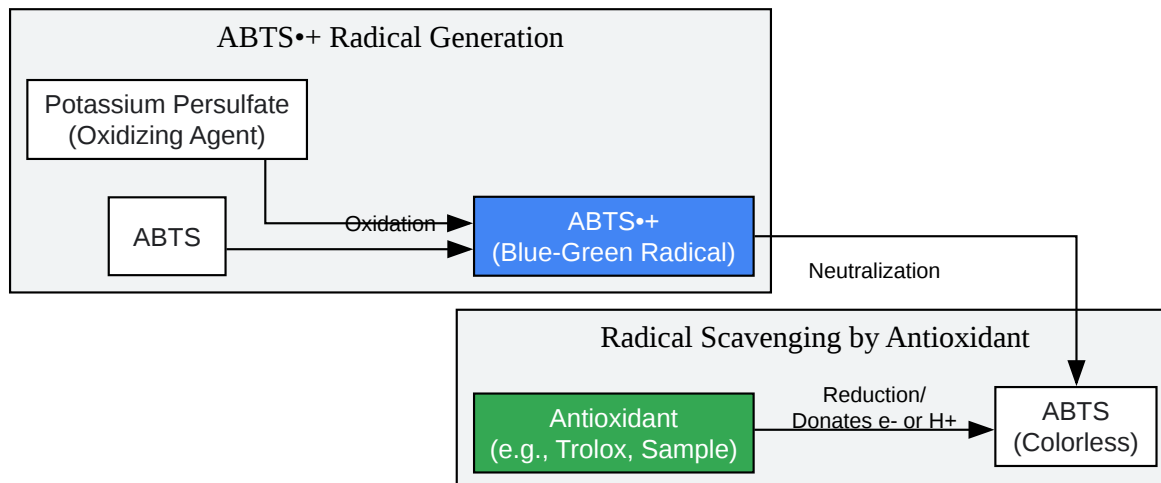 ABTS•+ Radical Generation
Potassium Persulfate
(Oxidizing Agent)
ABTS
Oxidation
ABTS•+
(Blue-Green Radical)
Neutralization
Radical Scavenging by Antioxidant
Antioxidant
(e.g., Trolox, Sample)
Reduction/
Donates e- or H+
ABTS
(Colorless)